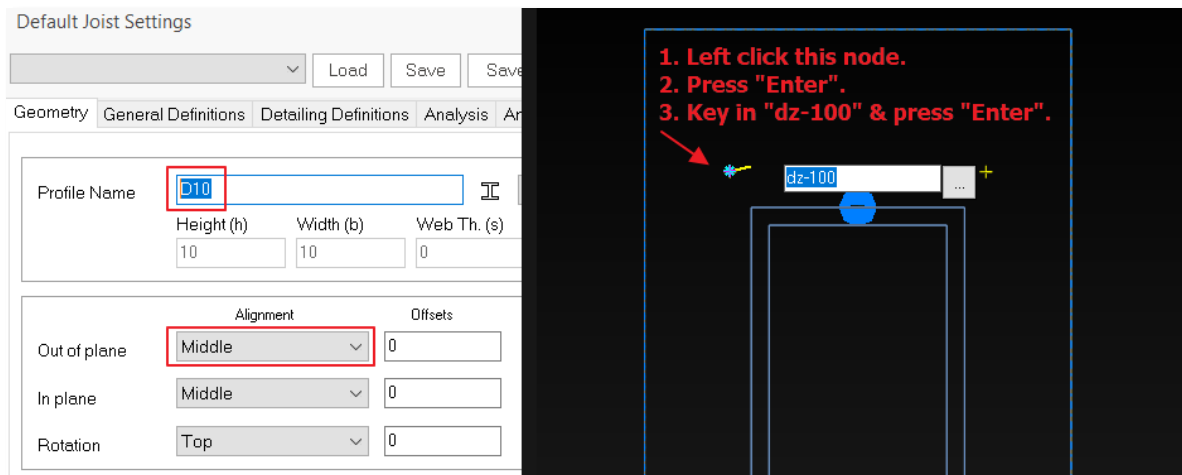 Default Joist Settings
Load Save Save
Geometry General Definitions Detailing Definitions Analysis
Profile Name D10
Height (h) Width (b) Web Th. (s)
10 10 0
Alignment Offsets
Out of plane Middle 0
In plane Middle 0
Rotation Top 0
1. Left click this node.
2. Press "Enter".
3. Key in "dz-100" & press "Enter".
dz-100 ...